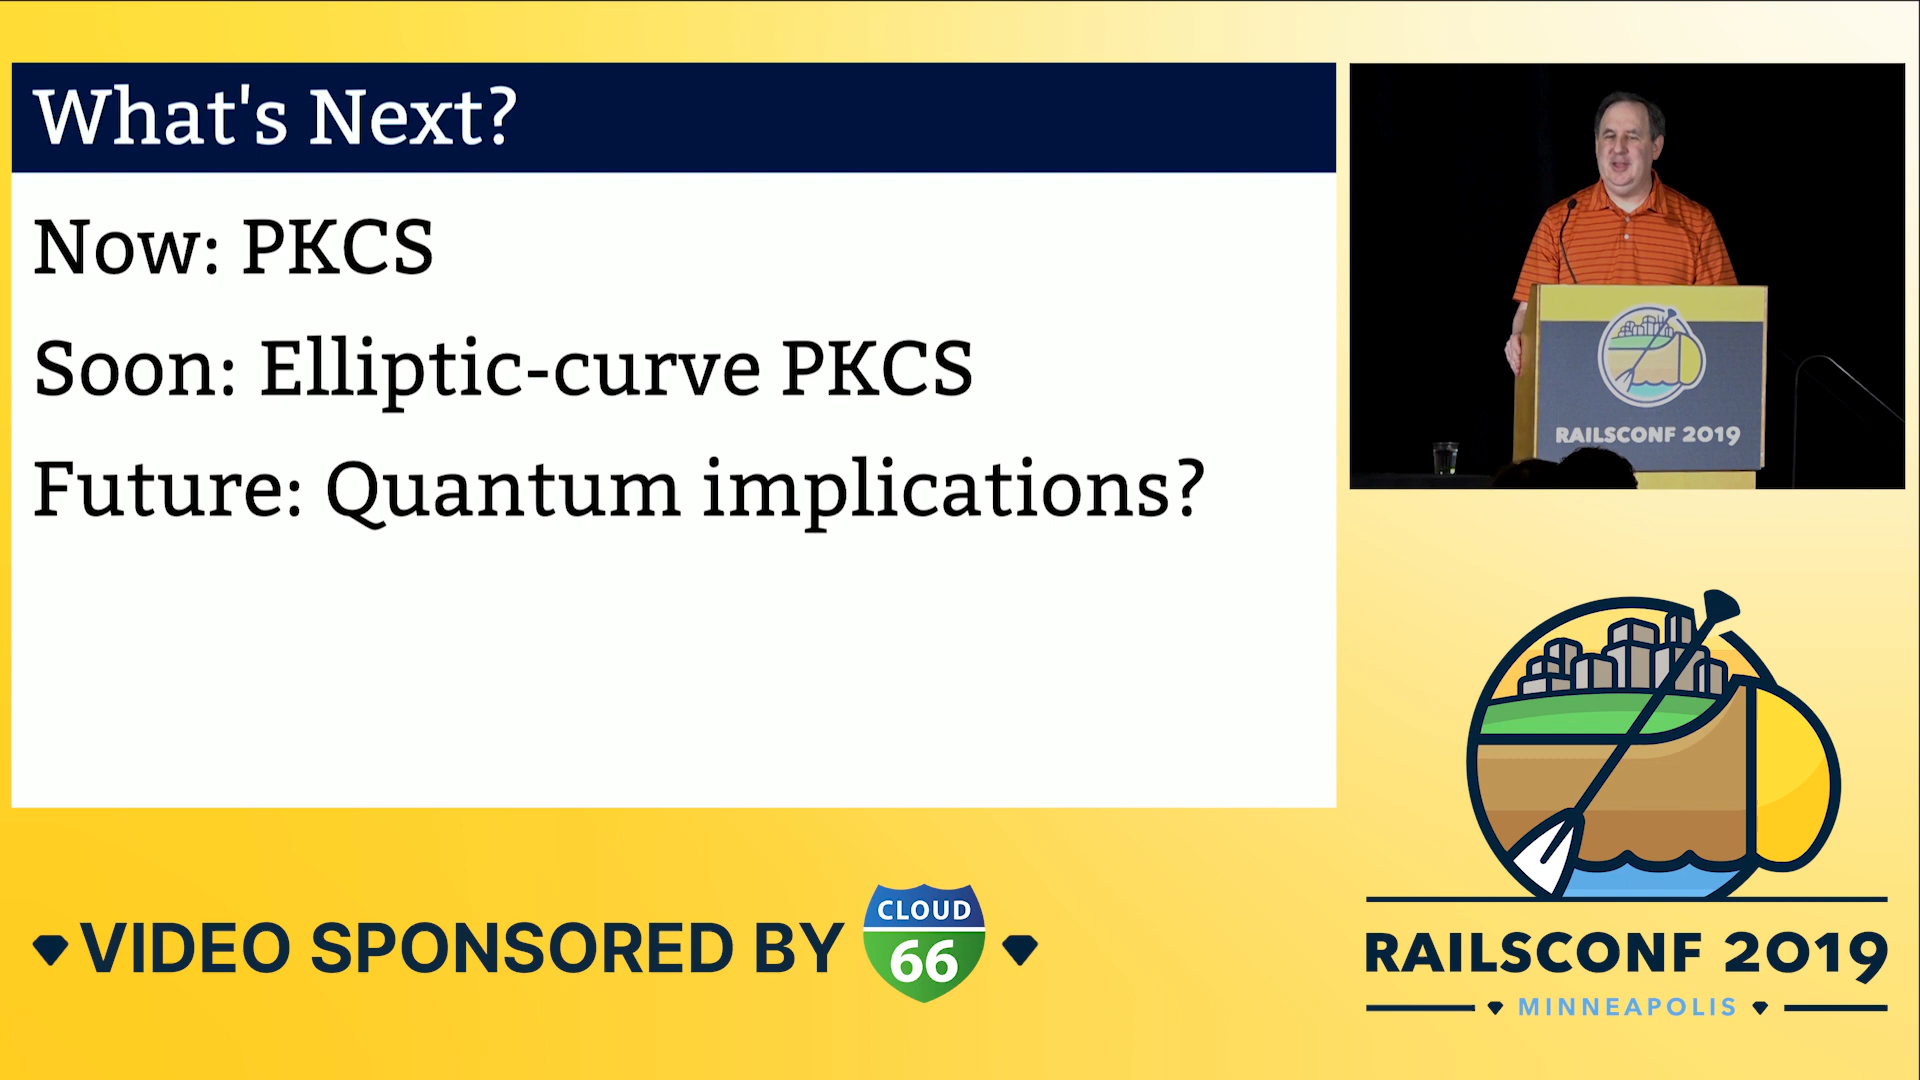 What's Next?
Now: PKCS
Soon: Elliptic-curve PKCS
Future: Quantum implications?
RAILSCONF 2019
VIDEO SPONSORED BY
CLOUD
66
RAILSCONF 2019
MINNEAPOLIS